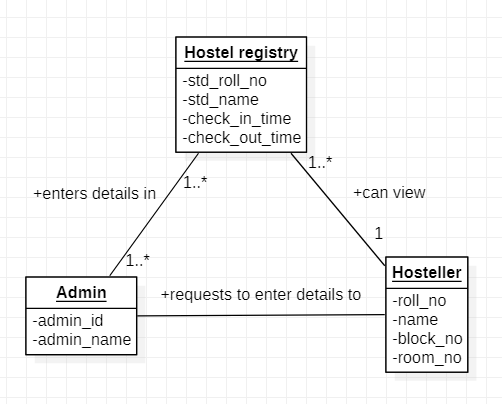 Hostel registry
-std_roll_no
-std_name
-check_in_time
-check_out_time
1..*
1..*
+enters details in
+can view
1..*
1
Admin
-admin_id
-admin_name
+requests to enter details to
Hosteller
-roll_no
-name
-block_no
-room_no